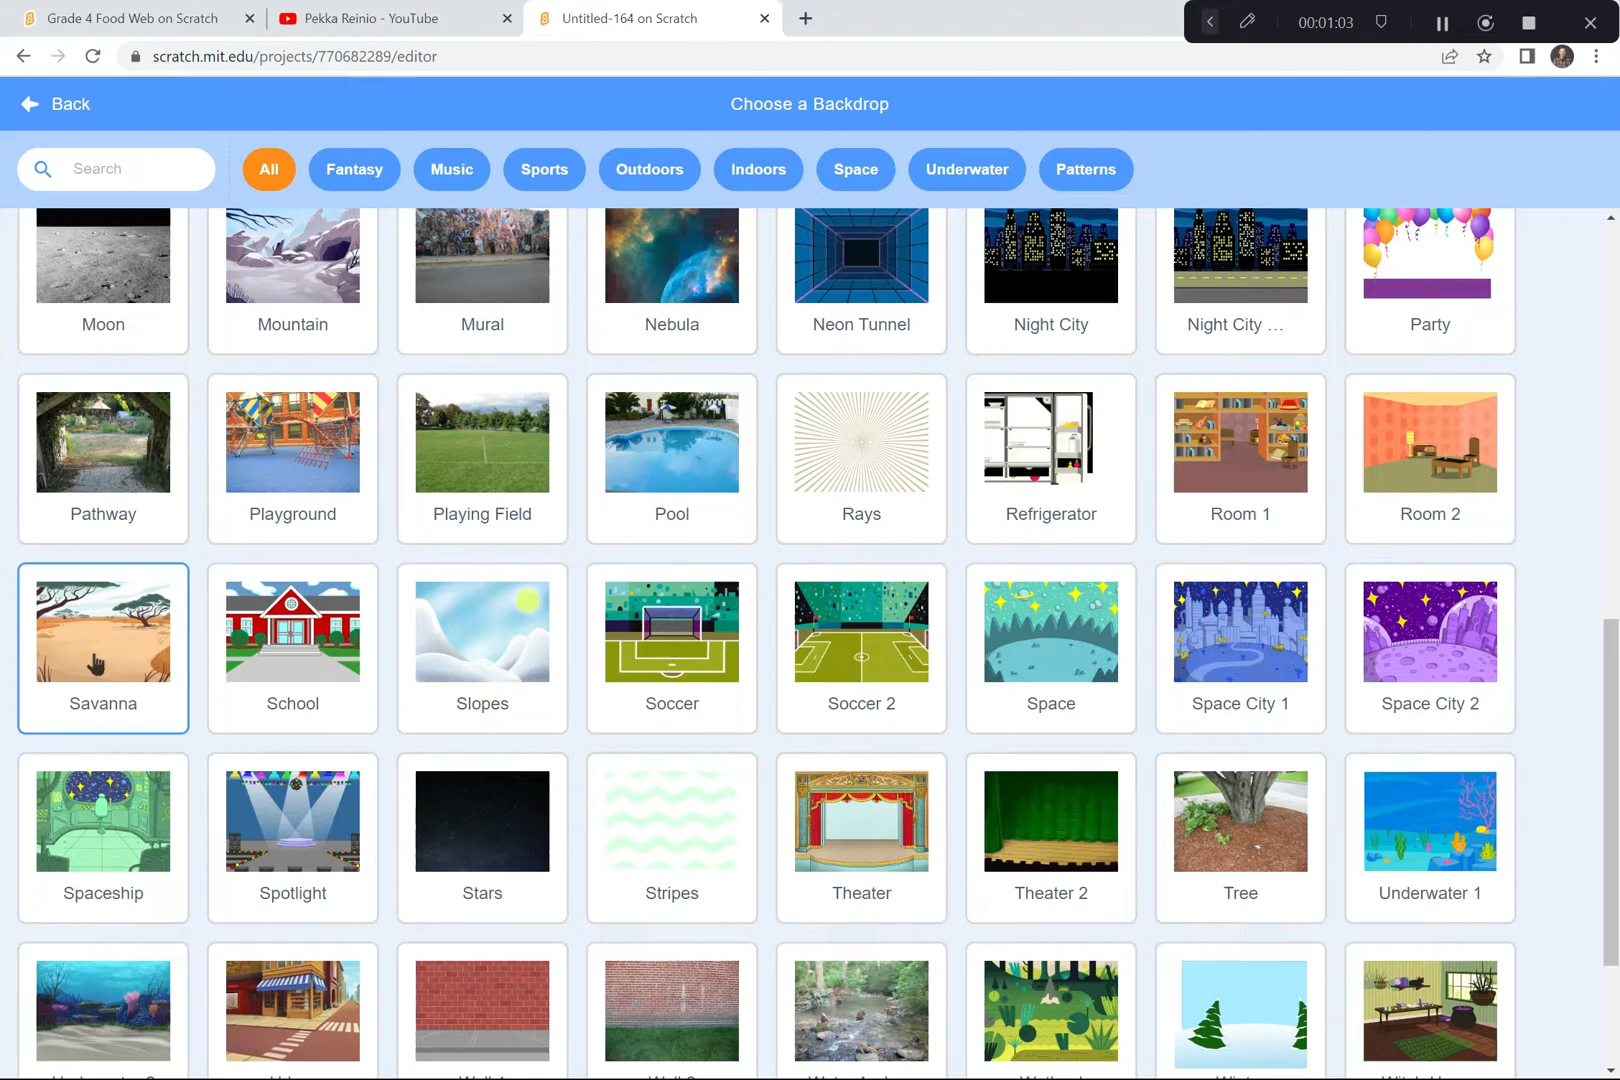 Grade 4 Food Web on Scratch
Pekka Reinio - YouTube
Untitled-164 on Scratch
00:01:03
scratch.mit.edu/projects/770682289/editor
Back
Choose a Backdrop
Search
All
Fantasy
Music
Sports
Outdoors
Indoors
Space
Underwater
Patterns
Moon
Mountain
Mural
Nebula
Neon Tunnel
Night City
Night City ...
Party
Pathway
Playground
Playing Field
Pool
Rays
Refrigerator
Room 1
Room 2
Savanna
School
Slopes
Soccer
Soccer 2
Space
Space City 1
Space City 2
Spaceship
Spotlight
Stars
Stripes
Theater
Theater 2
Tree
Underwater 1